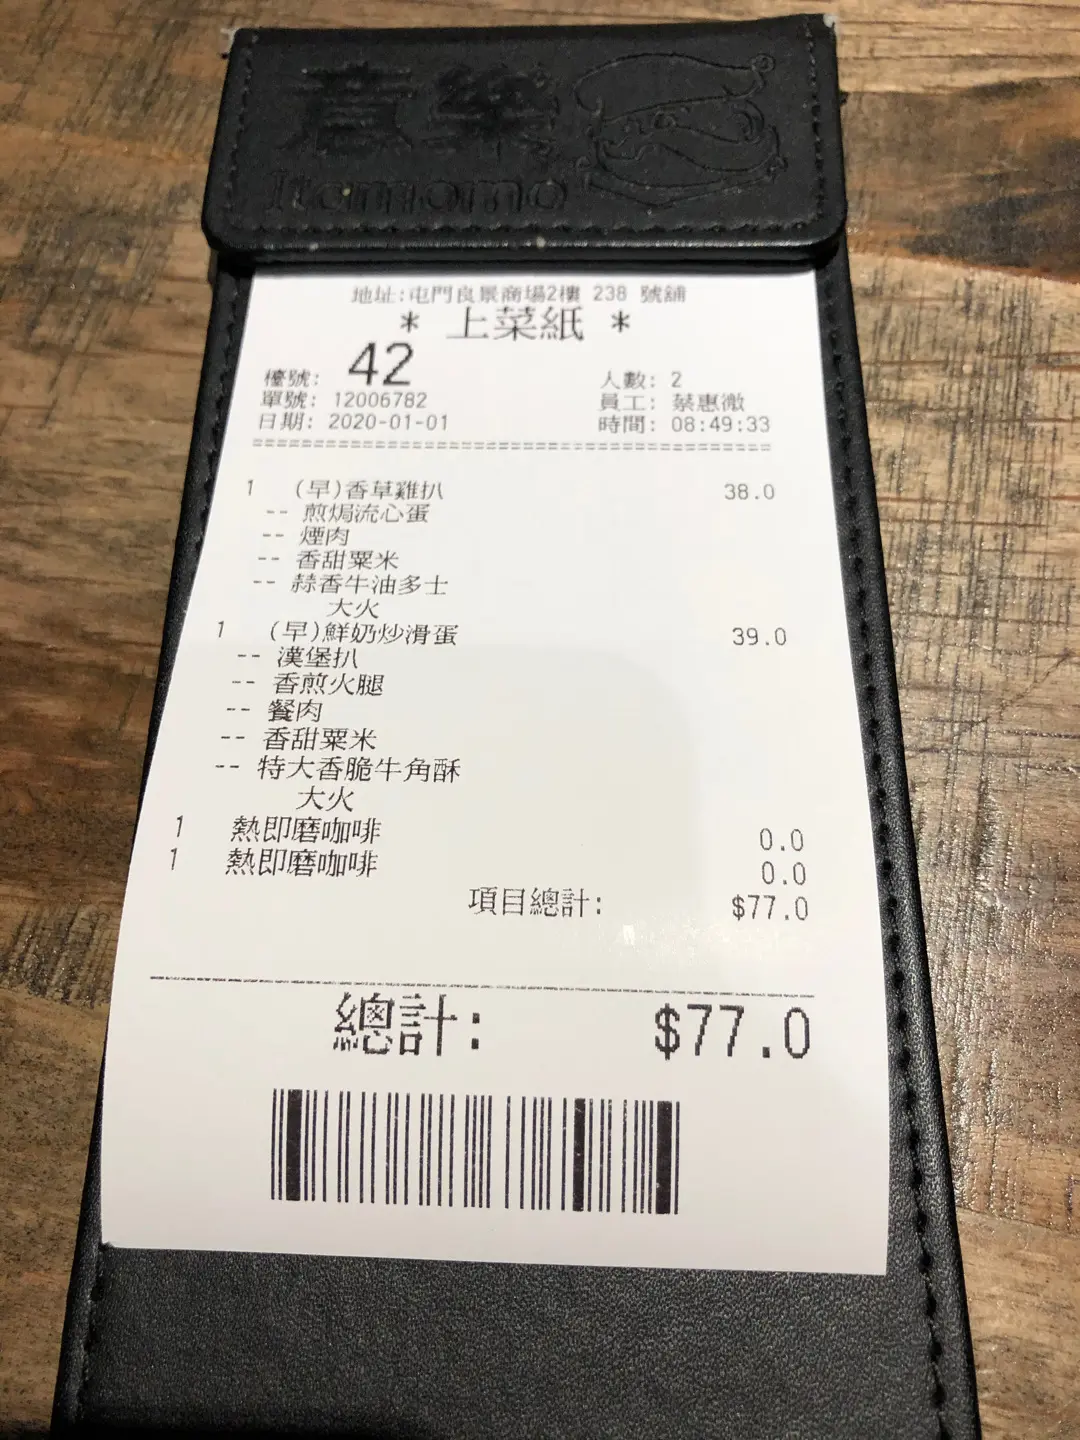 意樂
Itamomo
地址:屯門良景商場2樓 238 號舖
* 上菜紙 *
檯號: 42
人數: 2
單號: 12006782
員工: 蔡惠澂
日期: 2020-01-01
時間: 08:49:33
1 (早)香草雞扒 38.0
-- 煎焗流心蛋
-- 煙肉
-- 香甜粟米
-- 蒜香牛油多士
大火
1 (早)鮮奶炒滑蛋 39.0
-- 漢堡扒
-- 香煎火腿
-- 餐肉
-- 香甜粟米
-- 特大香脆牛角酥
大火
1 熱即磨咖啡 0.0
1 熱即磨咖啡 0.0
項目總計: $77.0
總計: $77.0